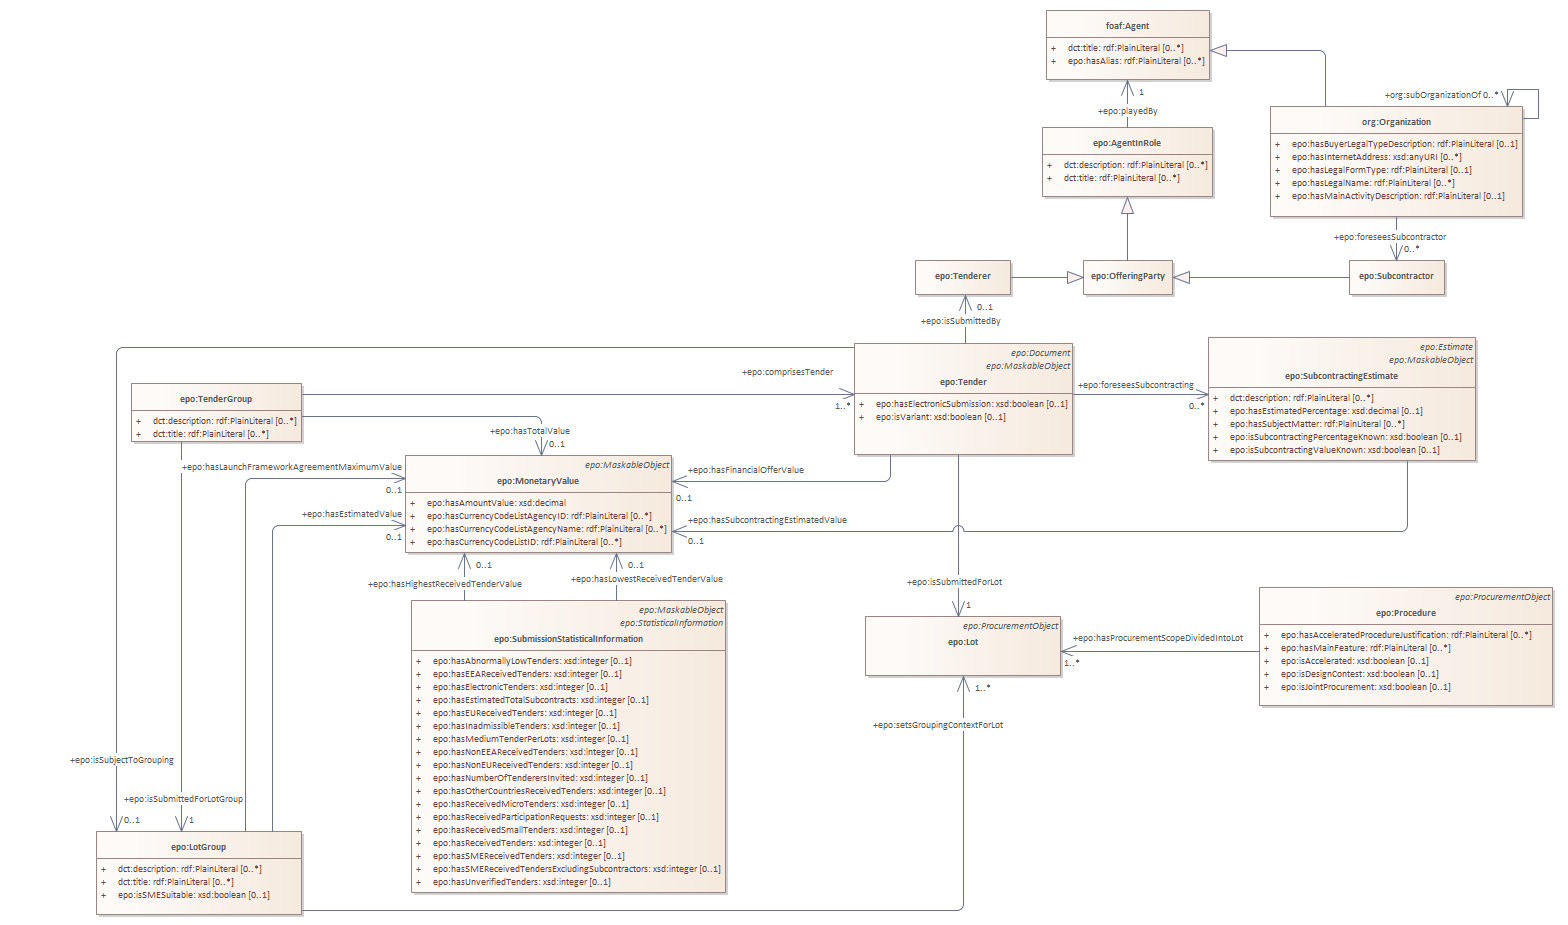 foaf:Agent
+ dct:title: rdf:PlainLiteral [0..*]
+ epo:hasAlias: rdf:PlainLiteral [0..*]
1
+epo:playedBy
+org:subOrganizationOf 0..*
org:Organization
+ epo:hasBuyerLegalTypeDescription: rdf:PlainLiteral [0..1]
+ epo:hasInternetAddress: xsd:anyURI [0..*]
+ epo:hasLegalFormType: rdf:PlainLiteral [0..1]
+ epo:hasLegalName: rdf:PlainLiteral [0..*]
+ epo:hasMainActivityDescription: rdf:PlainLiteral [0..1]
epo:AgentInRole
+ dct:description: rdf:PlainLiteral [0..*]
+ dct:title: rdf:PlainLiteral [0..*]
+epo:foreseesSubcontractor
0..*
epo:Tenderer
epo:OfferingParty
epo:Subcontractor
0..1
+epo:isSubmittedBy
epo:Document
epo:MaskableObject
epo:Tender
+ epo:hasElectronicSubmission: xsd:boolean [0..1]
+ epo:isVariant: xsd:boolean [0..1]
+epo:foreseesSubcontracting
0..*
epo:Estimate
epo:MaskableObject
epo:SubcontractingEstimate
+ dct:description: rdf:PlainLiteral [0..*]
+ epo:hasEstimatedPercentage: xsd:decimal [0..1]
+ epo:hasSubjectMatter: rdf:PlainLiteral [0..*]
+ epo:isSubcontractingPercentageKnown: xsd:boolean [0..1]
+ epo:isSubcontractingValueKnown: xsd:boolean [0..1]
+epo:comprisesTender
1..*
epo:TenderGroup
+ dct:description: rdf:PlainLiteral [0..*]
+ dct:title: rdf:PlainLiteral [0..*]
+epo:hasTotalValue
0..1
+epo:hasLaunchFrameworkAgreementMaximumValue
0..1
+epo:hasEstimatedValue
0..1
epo:MaskableObject
epo:MonetaryValue
+ epo:hasAmountValue: xsd:decimal
+ epo:hasCurrencyCodeListAgencyID: rdf:PlainLiteral [0..*]
+ epo:hasCurrencyCodeListAgencyName: rdf:PlainLiteral [0..*]
+ epo:hasCurrencyCodeListID: rdf:PlainLiteral [0..*]
+epo:hasFinancialOfferValue
0..1
+epo:hasSubcontractingEstimatedValue
0..1
0..1
+epo:hasHighestReceivedTenderValue
0..1
+epo:hasLowestReceivedTenderValue
epo:MaskableObject
epo:StatisticalInformation
epo:SubmissionStatisticalInformation
+ epo:hasAbnormallyLowTenders: xsd:integer [0..1]
+ epo:hasEEAReceivedTenders: xsd:integer [0..1]
+ epo:hasElectronicTenders: xsd:integer [0..1]
+ epo:hasEstimatedTotalSubcontracts: xsd:integer [0..1]
+ epo:hasEUReceivedTenders: xsd:integer [0..1]
+ epo:hasInadmissibleTenders: xsd:integer [0..1]
+ epo:hasMediumTenderPerLots: xsd:integer [0..1]
+ epo:hasNonEEAReceivedTenders: xsd:integer [0..1]
+ epo:hasNonEUReceivedTenders: xsd:integer [0..1]
+ epo:hasNumberOfTenderersInvited: xsd:integer [0..1]
+ epo:hasOtherCountriesReceivedTenders: xsd:integer [0..1]
+ epo:hasReceivedMicroTenders: xsd:integer [0..1]
+ epo:hasReceivedParticipationRequests: xsd:integer [0..1]
+ epo:hasReceivedSmallTenders: xsd:integer [0..1]
+ epo:hasReceivedTenders: xsd:integer [0..1]
+ epo:hasSMEReceivedTenders: xsd:integer [0..1]
+ epo:hasSMEReceivedTendersExcludingSubcontractors: xsd:integer [0..1]
+ epo:hasUnverifiedTenders: xsd:integer [0..1]
+epo:isSubmittedForLot
1
epo:ProcurementObject
epo:Lot
+epo:hasProcurementScopeDividedIntoLot
1..*
epo:ProcurementObject
epo:Procedure
+ epo:hasAcceleratedProcedureJustification: rdf:PlainLiteral [0..*]
+ epo:hasMainFeature: rdf:PlainLiteral [0..*]
+ epo:isAccelerated: xsd:boolean [0..1]
+ epo:isDesignContest: xsd:boolean [0..1]
+ epo:isJointProcurement: xsd:boolean [0..1]
1..*
+epo:setsGroupingContextForLot
+epo:isSubjectToGrouping
0..1
+epo:isSubmittedForLotGroup
1
epo:LotGroup
+ dct:description: rdf:PlainLiteral [0..*]
+ dct:title: rdf:PlainLiteral [0..*]
+ epo:isSMESuitable: xsd:boolean [0..1]